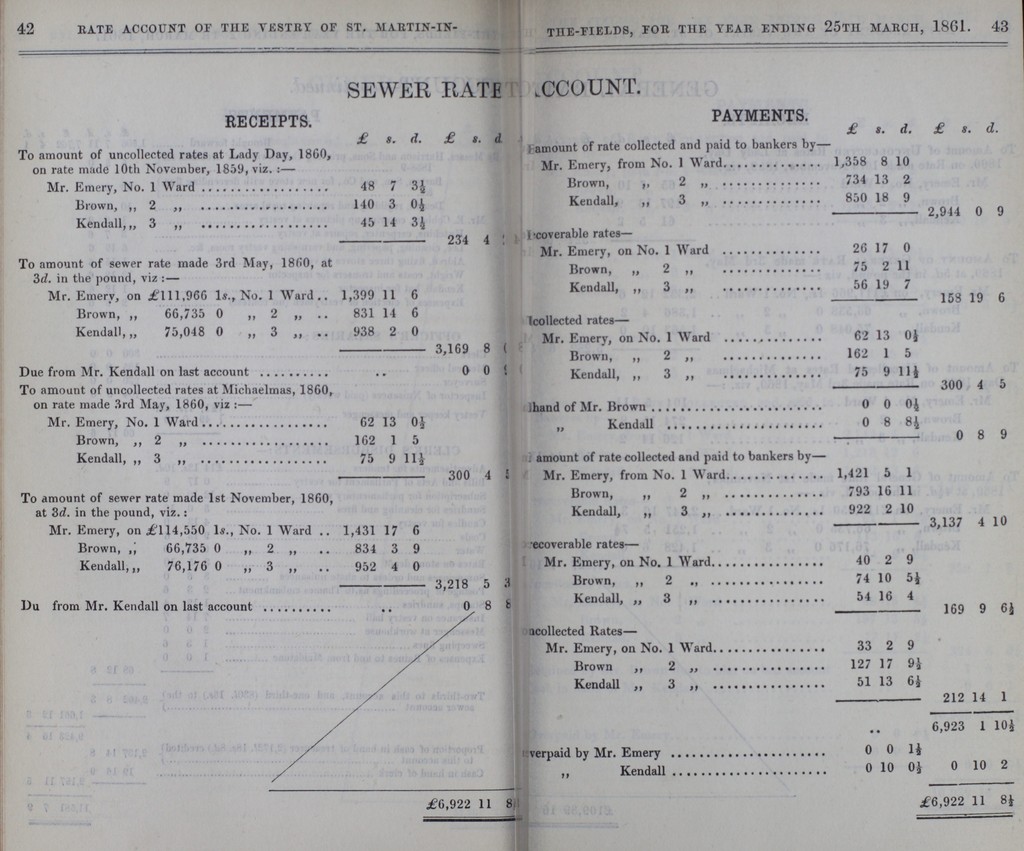 42 RATE ACCOUNT OF THE VESTRY OF ST. MARTIN-IN-
SEWER RATE
RECEIPTS.
£ s. d. £ s. d
To amount of uncollected rates at Lady Day, 1860,
on rate made 10th November, 1859, viz. :—
Mr. Emery, No. 1 Ward .................... 48 7 3½
Brown, ,, 2 ,, .................... 140 3 0½
Kendall, ,, 3 ,, .................... 45 14 3½
234 4
To amount of sewer rate made 3rd May, 1860, at
3d. in the pound, viz :—
Mr. Emery, on £111,966 1s., No. 1 Ward .. 1,399 11 6
Brown, ,, 66,735 0 ,, 2 ,, .. 831 14 6
Kendall, ,, 75,048 0 ,, 3 ,, .. 938 2 0
3,169 8
Due from Mr. Kendall on last account .......... .. 0 0
To amount of uncollected rates at Michaelmas, 1860,
on rate made 3rd May, 1860, viz :—
Mr. Emery, No. 1 Ward .................... 62 13 0½
Brown, ,, 2 ,, .................... 162 1 5
Kendall, ,, 3 ,, .................... 75 9 11½
300 4
To amount of sewer rate made 1st November, 1860,
at 3d. in the pound, viz. :
Mr. Emery, on £114,550 1s., No. 1 Ward .. 1,431 17 6
Brown, ,, 66,735 0 ,, 2 ,, .. 834 3 9
Kendall, ,, 76,176 0 ,, 3 ,, .. 952 4 0
3,218 5 3
Du from Mr. Kendall on last account .......... .. 0 8 8
£6,922 11 8
THE-FIELDS, FOR THE YEAR ENDING 25TH MARCH, 1861. 43
CCOUNT.
PAYMENTS.
£ s. d. £ s. d.
amount of rate collected and paid to bankers by—
Mr. Emery, from No. 1 Ward.............. 1,358 8 10
Brown, ,, 2 ,, .............. 734 13 2
Kendall, ,, 3 ,, .............. 850 18 9
2,944 0 9
coverable rates—
Mr. Emery, on No. 1 Ward .............. 26 17 0
Brown, ,, 2 ,, .............. 75 2 11
Kendall, ,, 3 ,, .............. 56 19 7
158 19 6
collected rates—
Mr. Emery, on No. 1 Ward .............. 62 13 0½
Brown, ,, 2 ,, .............. 162 1 5
Kendall, ,, 3 ,, .............. 75 9 11½
300 4 5
hand of Mr. Brown ........................ 0 0 0½
,, Kendall ........................ 0 8 8½
0 8 9
amount of rate collected and paid to bankers by—
Mr. Emery, from No. 1 Ward.............. 1,421 5 1
Brown, ,, 2 ,, .............. 793 16 11
Kendall, ,, 3 ,, .............. 922 2 10
3,137 4 10
recoverable rates—
Mr. Emery, on No. 1 Ward................ 40 2 9
Brown, ,, 2 ,, ................ 74 10 5½
Kendall, ,, 3 ,, ................ 54 16 4
169 9 6½
ncollected Rates—
Mr. Emery, on No. 1 Ward................ 33 2 9
Brown ,, 2 ,, ................ 127 17 9½
Kendall ,, 3 ,, ................ 51 13 6½
212 14 1
.. 6,923 1 10½
verpaid by Mr. Emery ...................... 0 0 1½
,, Kendall ...................... 0 10 0½ 0 10 2
£6,922 11 8½